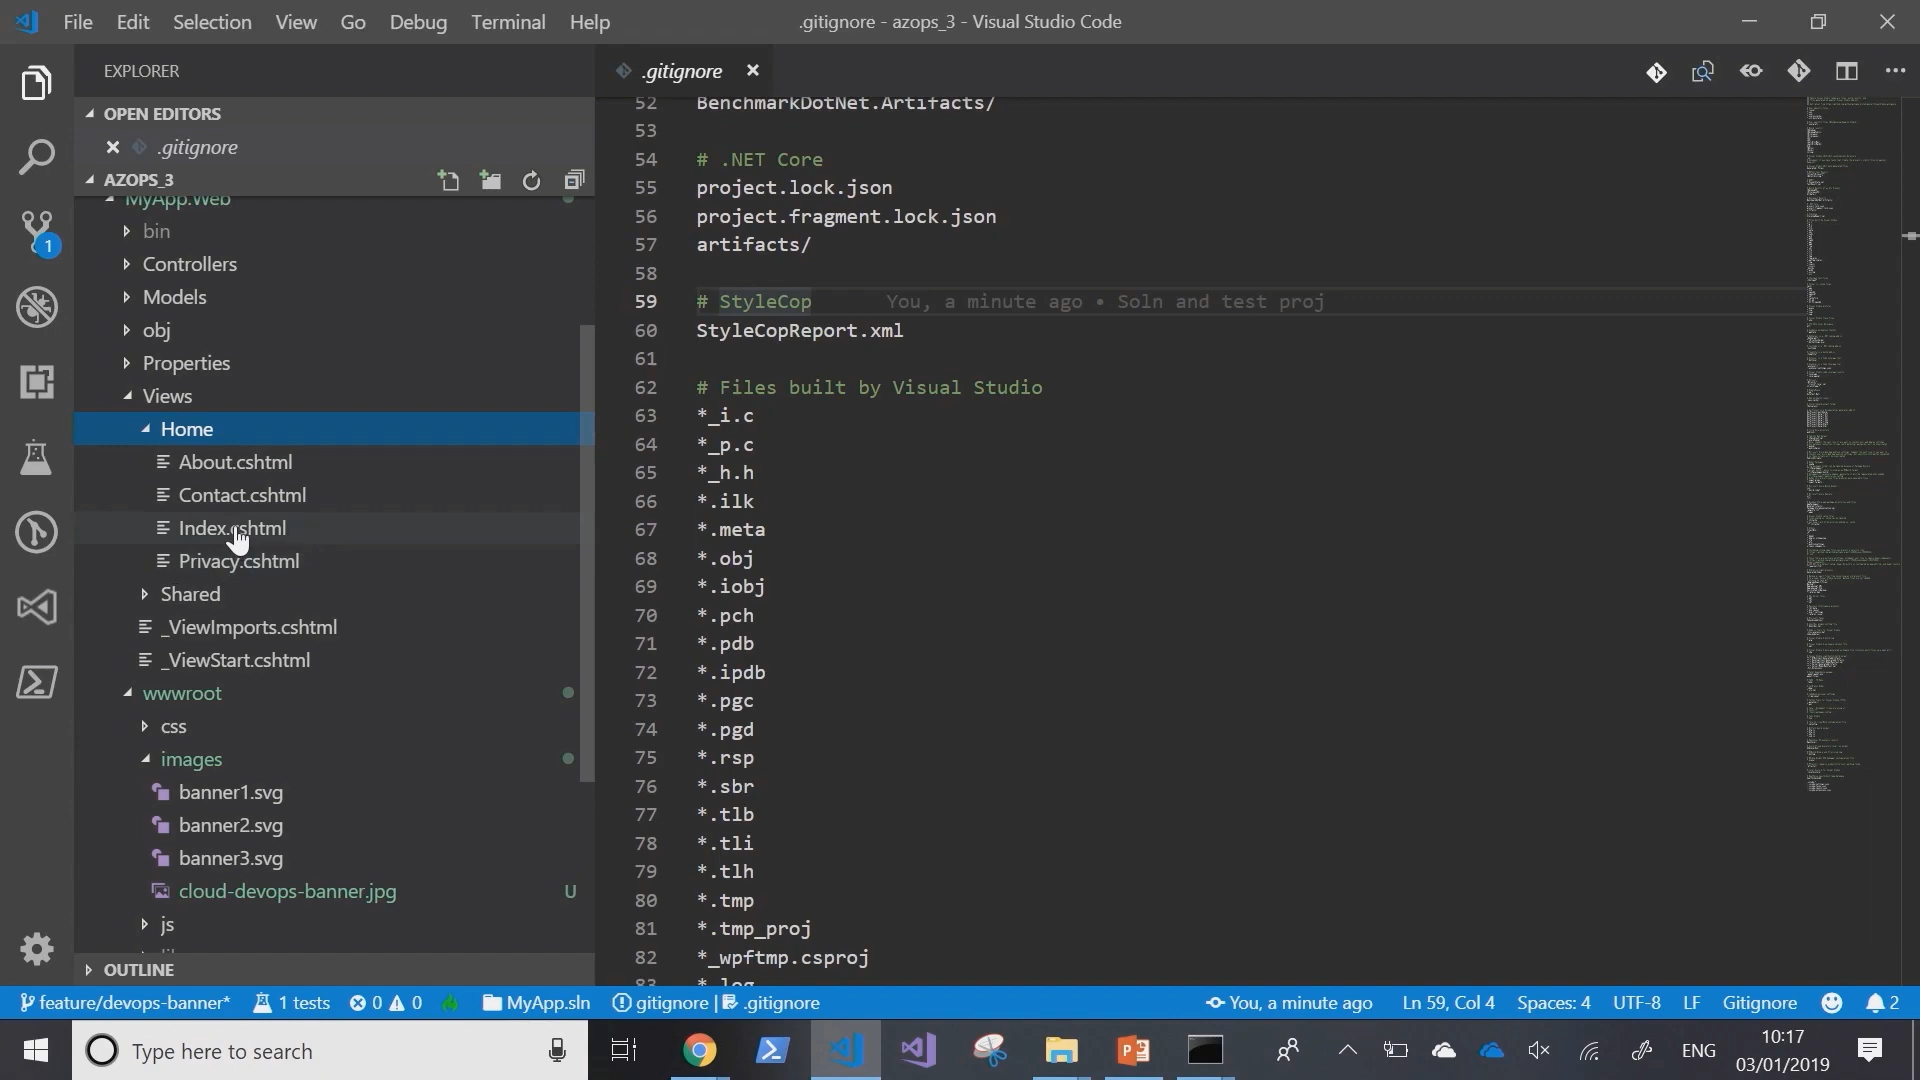 File Edit Selection View Go Debug Terminal Help
.gitignore - azops_3 - Visual Studio Code
EXPLORER
OPEN EDITORS
.gitignore
AZOPS_3
MyApp.Web
bin
Controllers
Models
obj
Properties
Views
Home
About.cshtml
Contact.cshtml
Index.cshtml
Privacy.cshtml
Shared
_ViewImports.cshtml
_ViewStart.cshtml
wwwroot
css
images
banner1.svg
banner2.svg
banner3.svg
cloud-devops-banner.jpg U
js
OUTLINE
1
.gitignore
52 BenchmarkDotNet.Artifacts/
53
54 # .NET Core
55 project.lock.json
56 project.fragment.lock.json
57 artifacts/
58
59 # StyleCop You, a minute ago • Soln and test proj
60 StyleCopReport.xml
61
62 # Files built by Visual Studio
63 *_i.c
64 *_p.c
65 *_h.h
66 *.ilk
67 *.meta
68 *.obj
69 *.iobj
70 *.pch
71 *.pdb
72 *.ipdb
73 *.pgc
74 *.pgd
75 *.rsp
76 *.sbr
77 *.tlb
78 *.tli
79 *.tlh
80 *.tmp
81 *.tmp_proj
82 *_wpftmp.csproj
83 *.log
feature/devops-banner* 1 tests 0 0 MyApp.sln gitignore | .gitignore You, a minute ago Ln 59, Col 4 Spaces: 4 UTF-8 LF Gitignore 2
Type here to search
ENG
10:17
03/01/2019